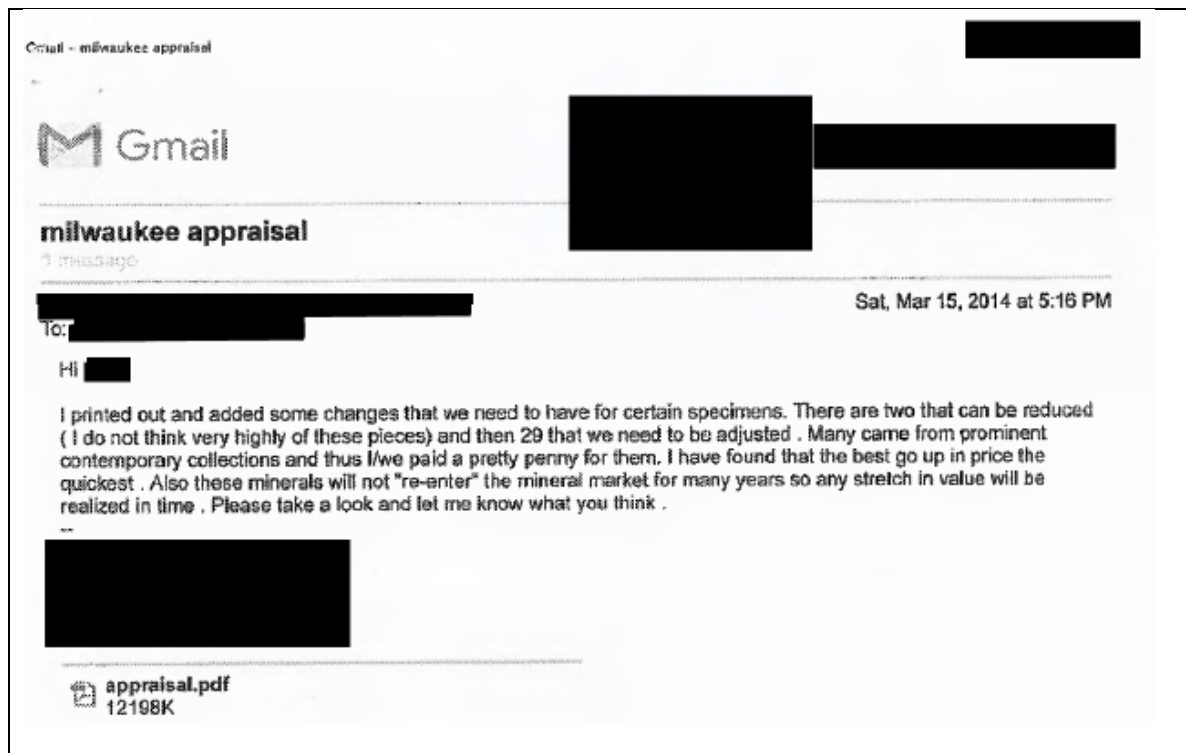 Gmail - milwaukee appraisal
Gmail
milwaukee appraisal
message
Sat, Mar 15, 2014 at 5:16 PM
To:
Hi
I printed out and added some changes that we need to have for certain specimens. There are two that can be reduced
( I do not think very highly of these pieces) and then 29 that we need to be adjusted . Many came from prominent
contemporary collections and thus I/we paid a pretty penny for them. I have found that the best go up in price the
quickest . Also these minerals will not "re-enter" the mineral market for many years so any stretch in value will be
realized in time . Please take a look and let me know what you think .
--
appraisal.pdf
12198K